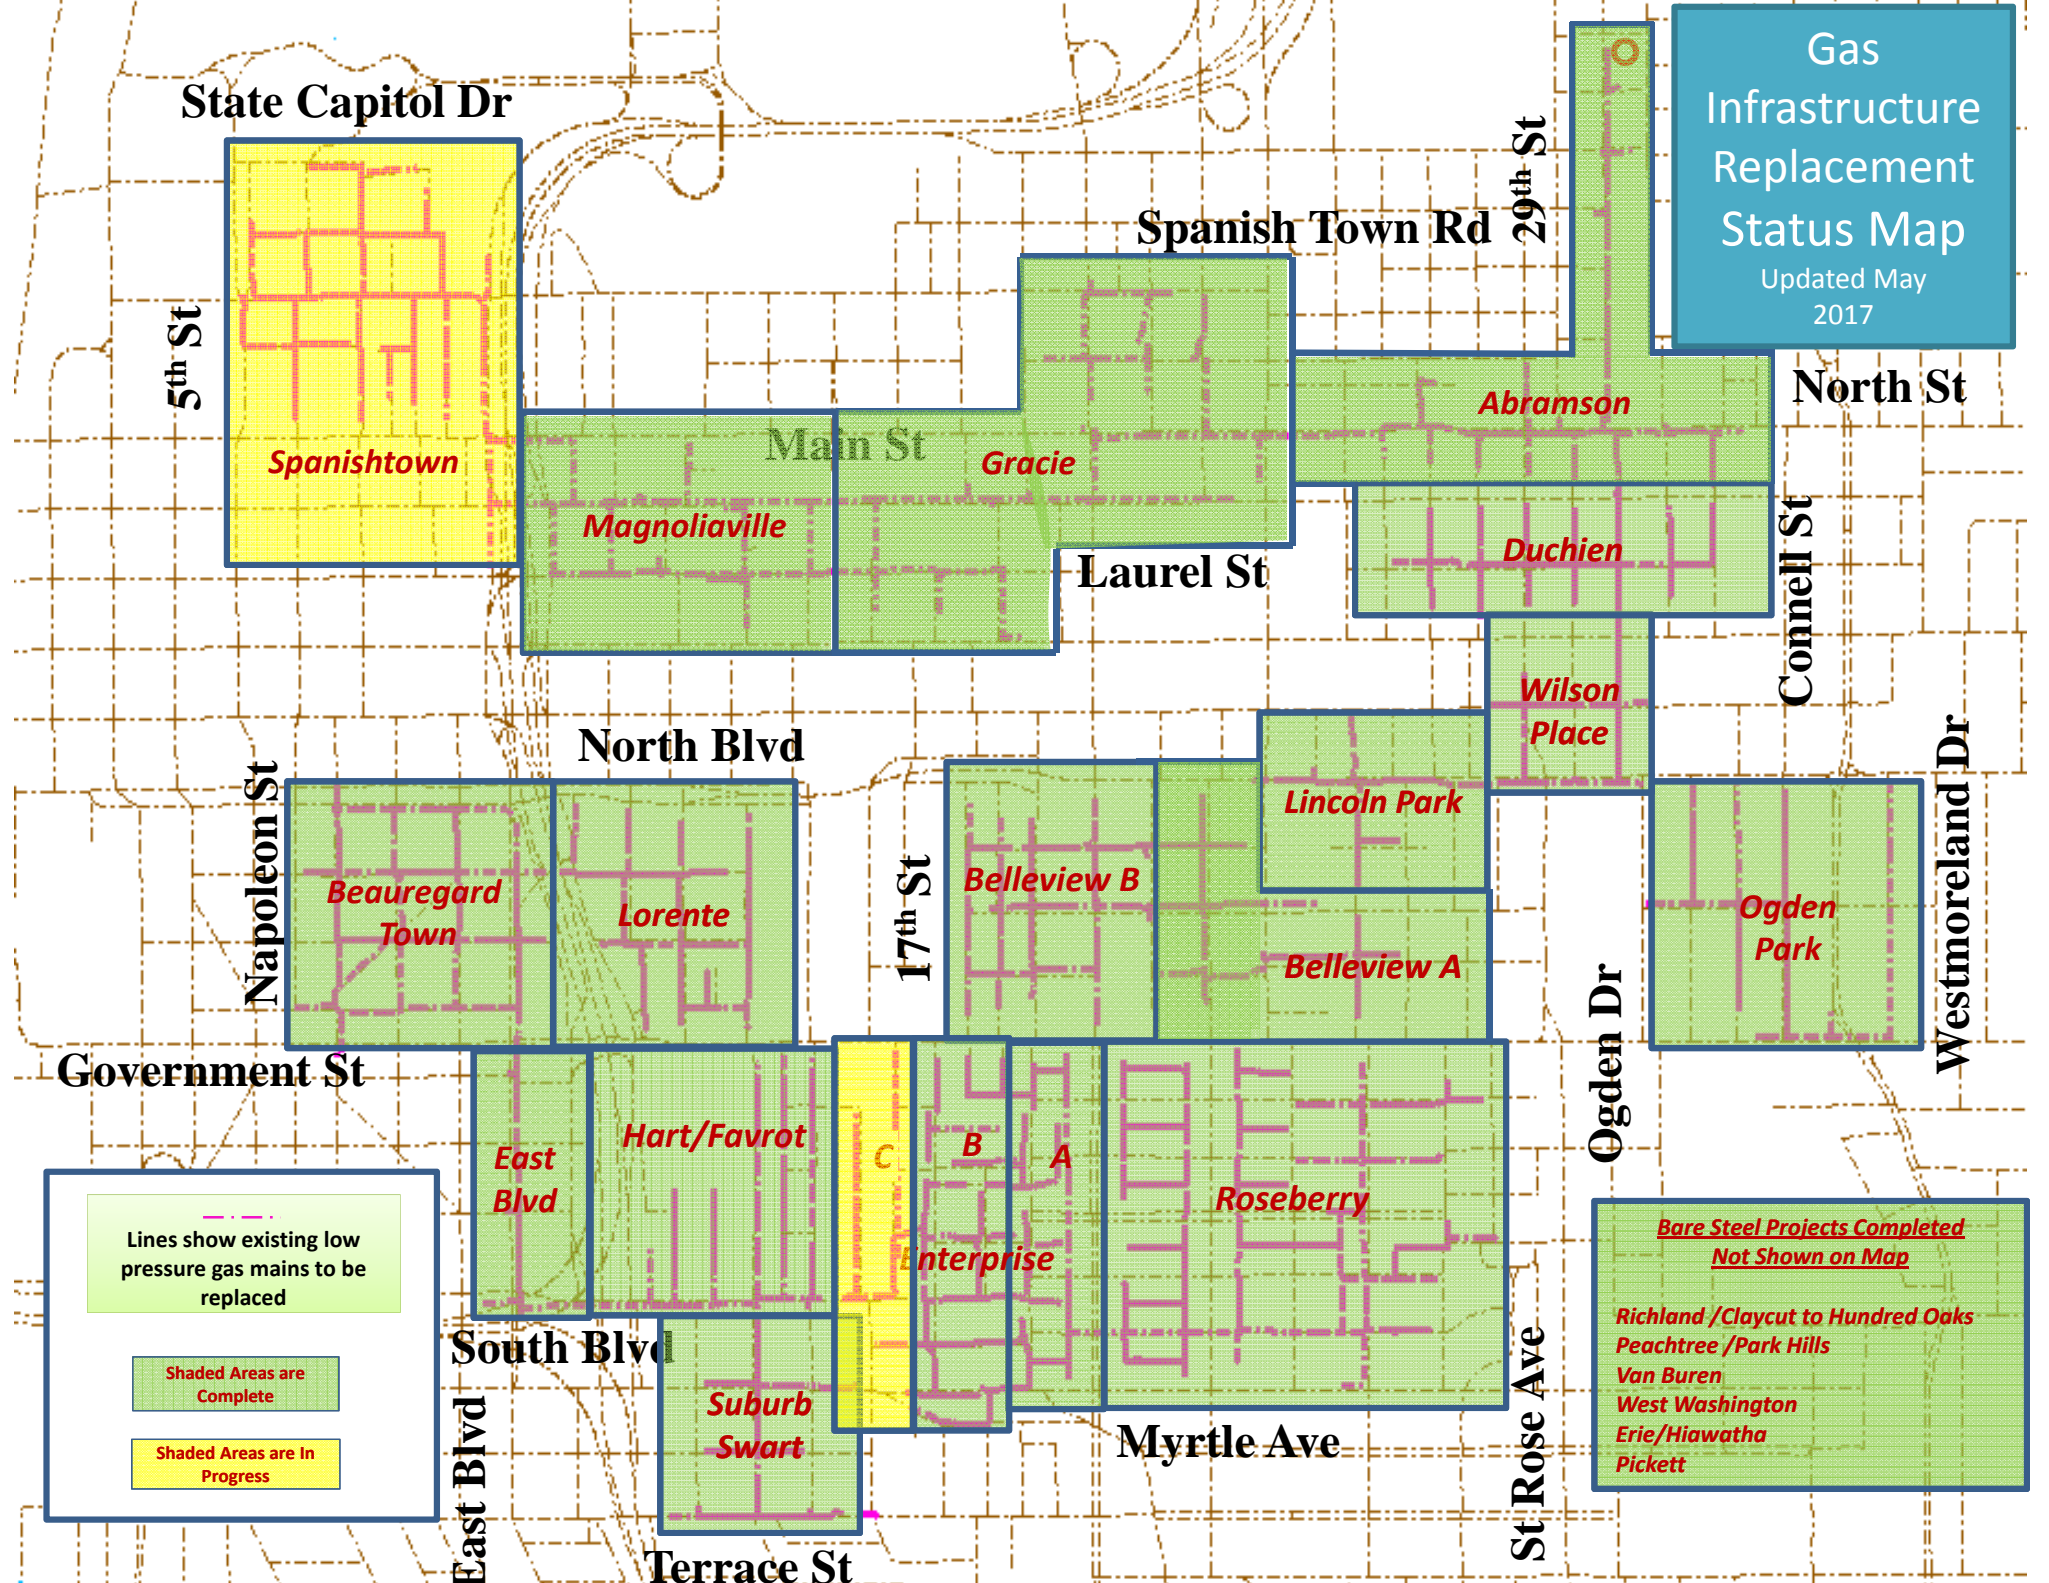 Gas
Infrastructure
Replacement
Status Map
Updated May
2017
State Capitol Dr
29th St
Spanish Town Rd
5th St
North St
Abramson
Main St
Spanishtown
Gracie
Magnoliaville
Duchien
Laurel St
Connell St
Wilson
Place
North Blvd
Napoleon St
Lincoln Park
Westmoreland Dr
17th St
Belleview B
Beauregard
Town
Lorente
Ogden
Park
Belleview A
Ogden Dr
Government St
Hart/Favrot
East
Blvd
C
B
A
Roseberry
Enterprise
Lines show existing low
pressure gas mains to be
replaced
Shaded Areas are
Complete
Shaded Areas are In
Progress
South Blvd
Suburb
Swart
East Blvd
Myrtle Ave
St Rose Ave
Terrace St
Bare Steel Projects Completed
Not Shown on Map
Richland /Claycut to Hundred Oaks
Peachtree /Park Hills
Van Buren
West Washington
Erie/Hiawatha
Pickett